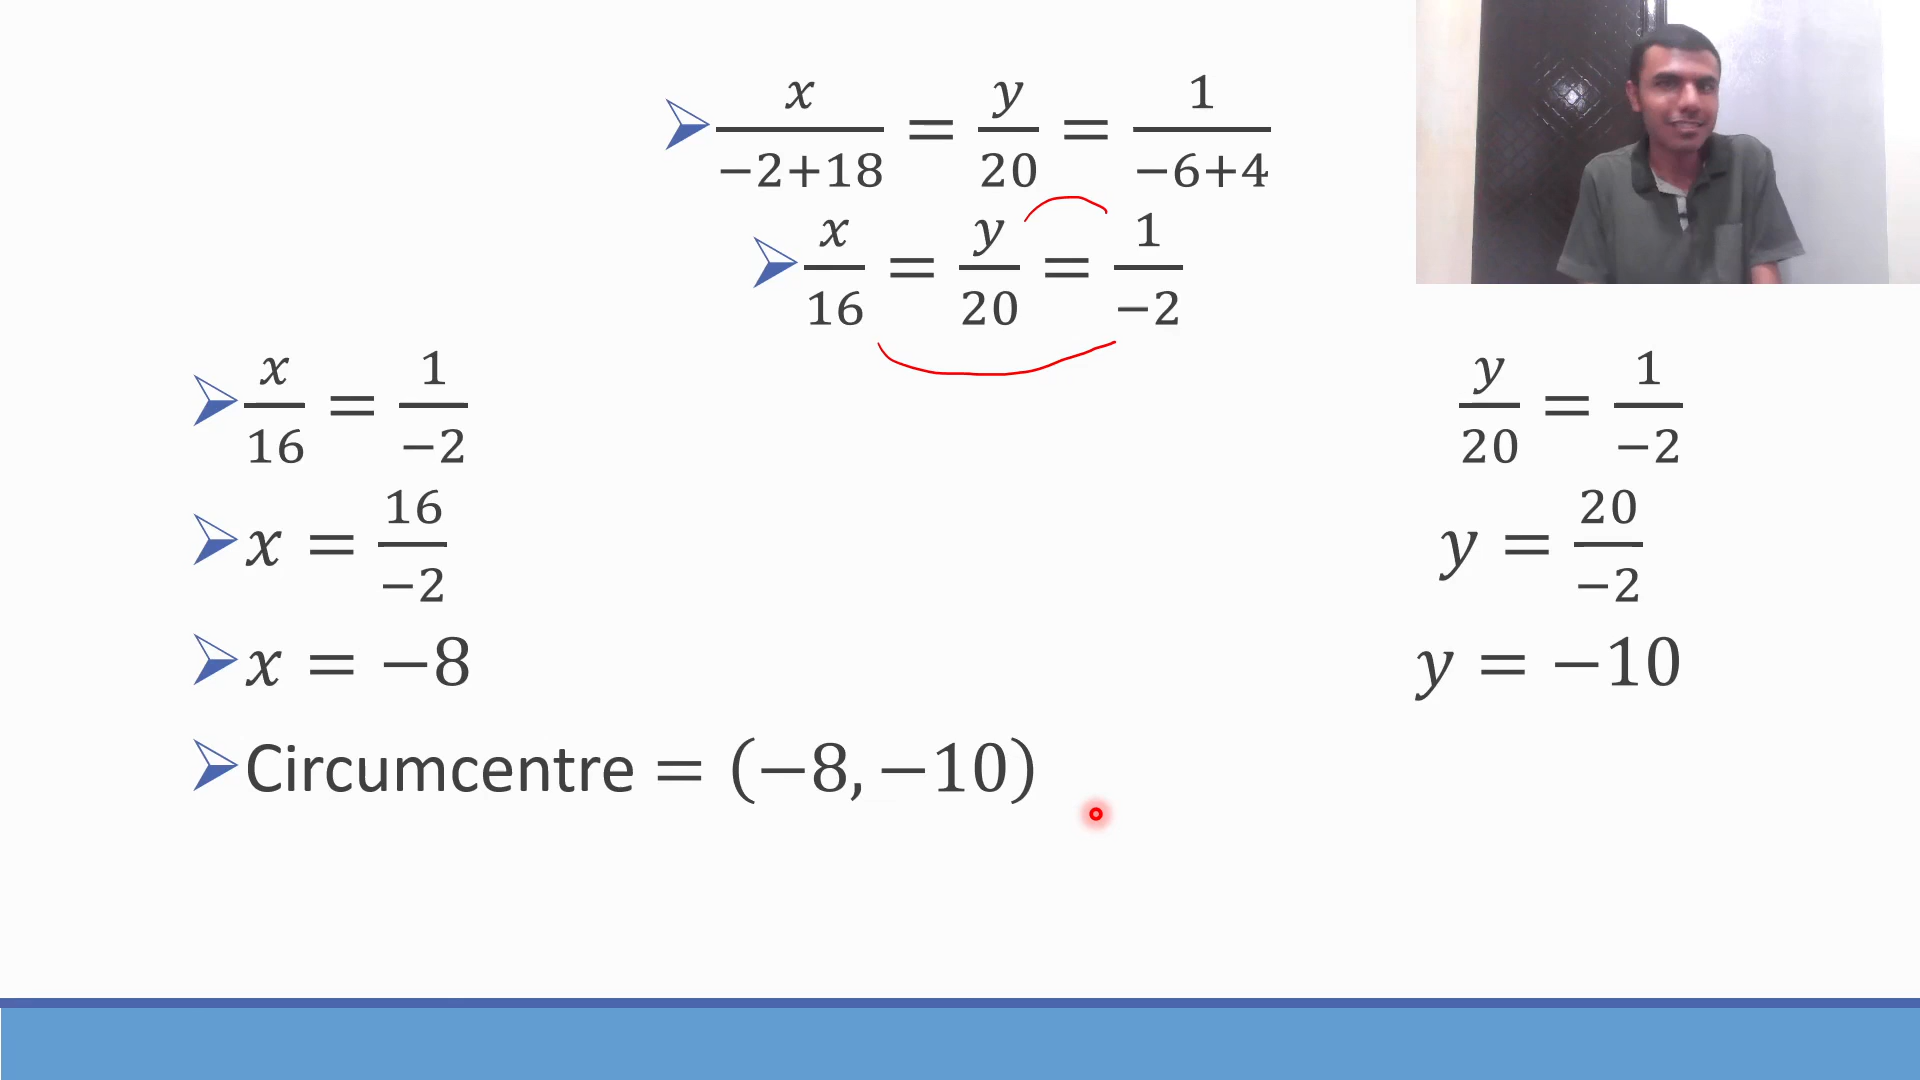 x/(−2+18) = y/20 = 1/(−6+4)
x/16 = y/20 = 1/−2
x/16 = 1/−2
y/20 = 1/−2
x = 16/−2
y = 20/−2
x = −8
y = −10
Circumcentre = (−8, −10)